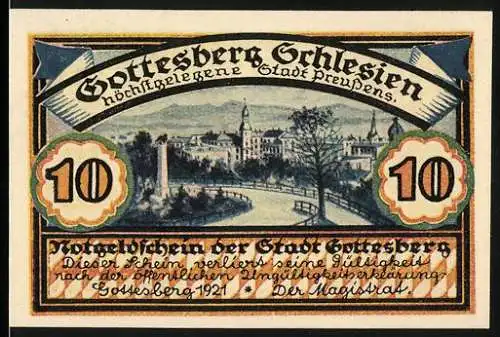 Gottesberg Schlesien
höchstgelegene Stadt Preußens.
10
10
Notgeldschein der Stadt Gottesberg
Dieser Schein verliert seine Gültigkeit
nach der öffentlichen Ungültigkeitserklärung.
Gottesberg 1921 * Der Magistrat.